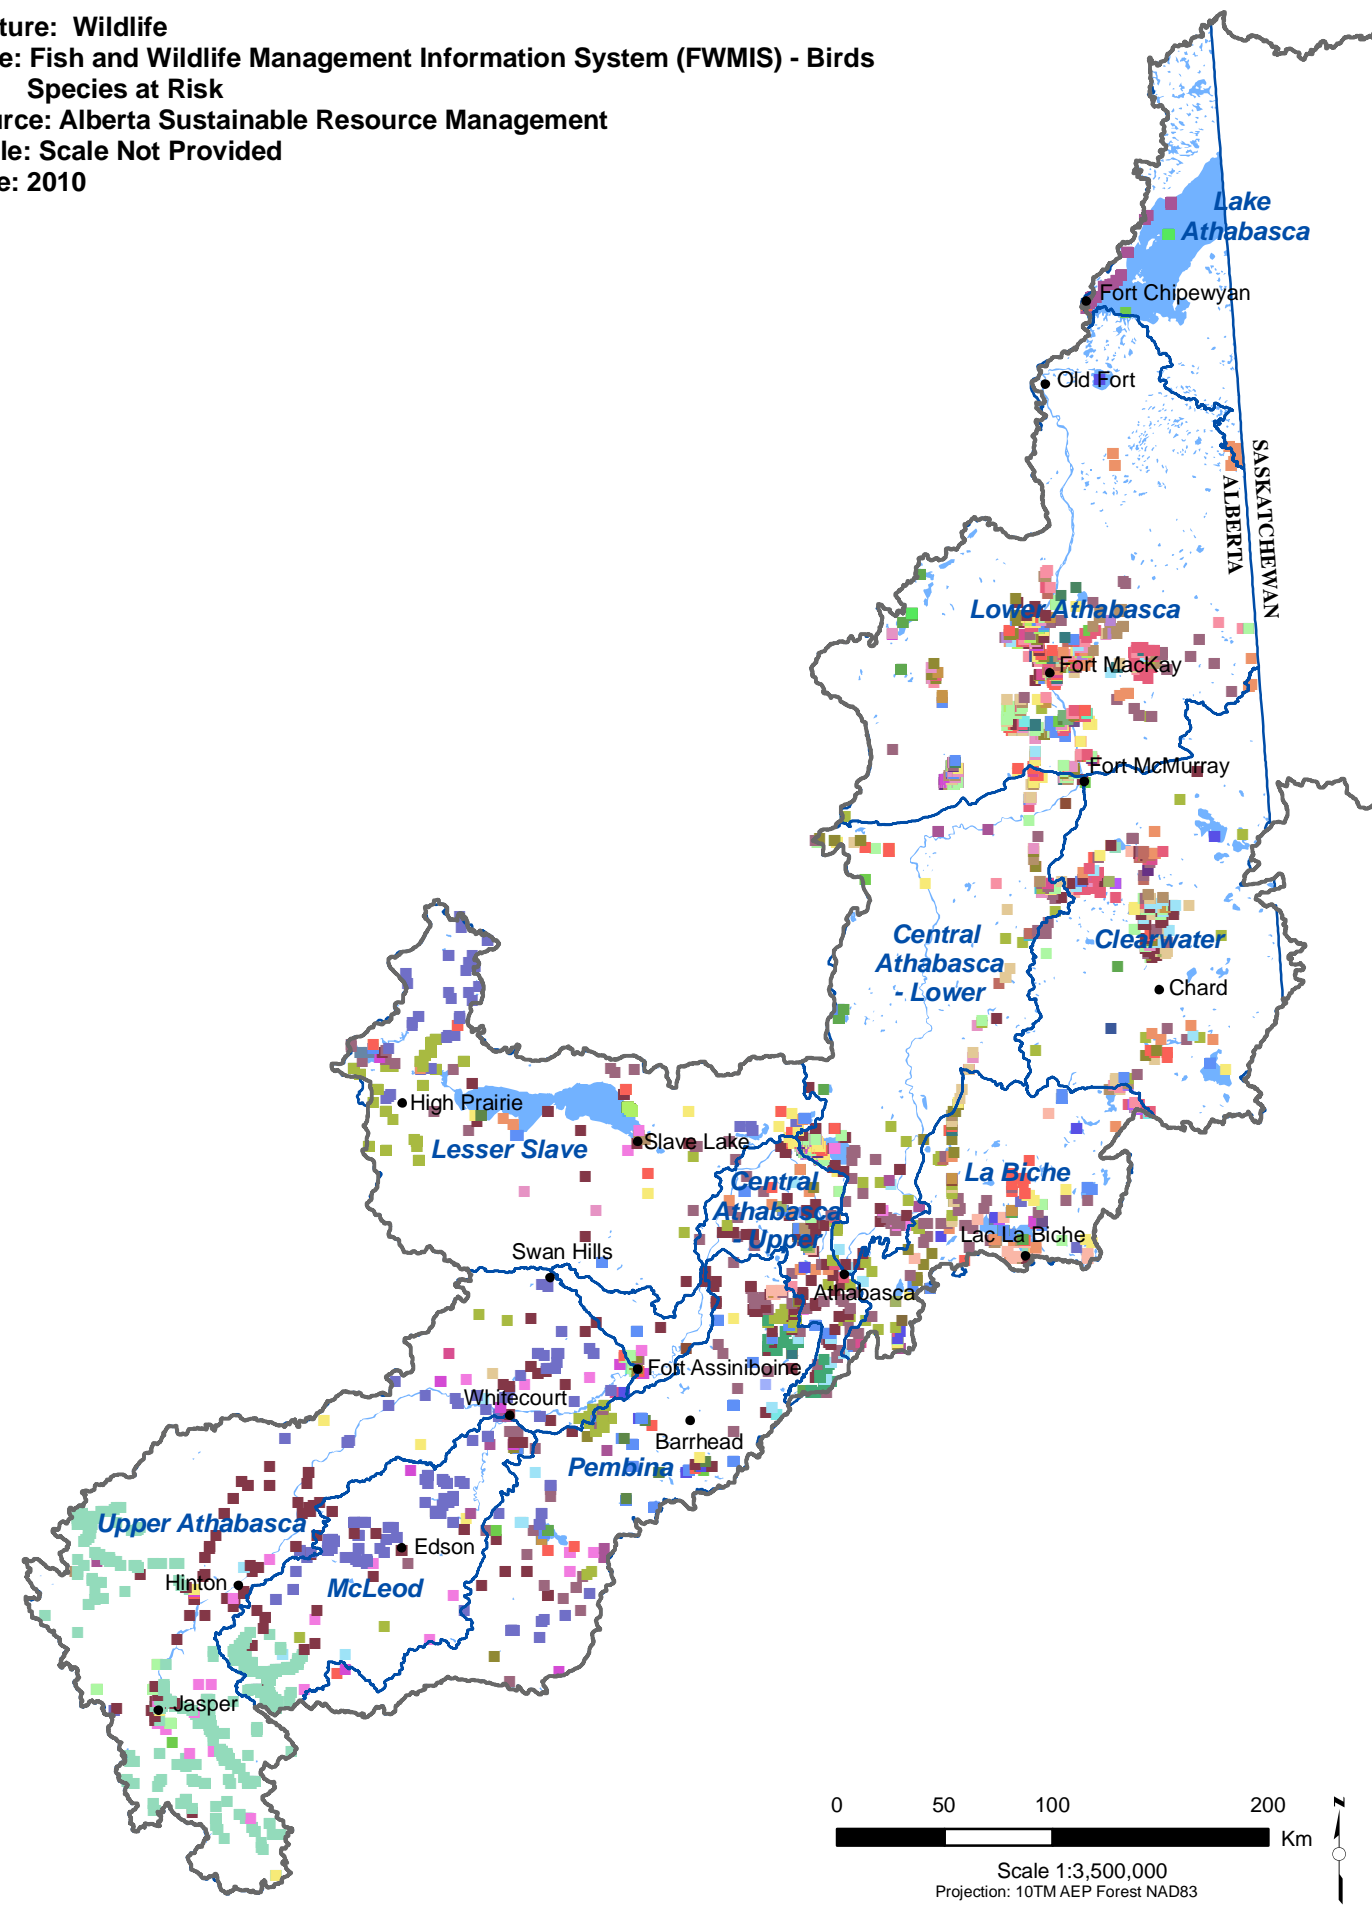 ture: Wildlife
e: Fish and Wildlife Management Information System (FWMIS) - Birds
Species at Risk
urce: Alberta Sustainable Resource Management
le: Scale Not Provided
e: 2010
Lake
Athabasca
Fort Chipewyan
Old Fort
SASKATCHEWAN
ALBERTA
Lower Athabasca
Fort MacKay
Fort McMurray
Central
Athabasca
- Lower
Clearwater
Chard
High Prairie
Lesser Slave
Slave Lake
La Biche
Central
Athabasca
- Upper
Lac La Biche
Swan Hills
Athabasca
Fort Assiniboine
Whitecourt
Barrhead
Pembina
Upper Athabasca
Edson
Hinton
McLeod
Jasper
0 50 100 200
Km
Scale 1:3,500,000
Projection: 10TM AEP Forest NAD83
N